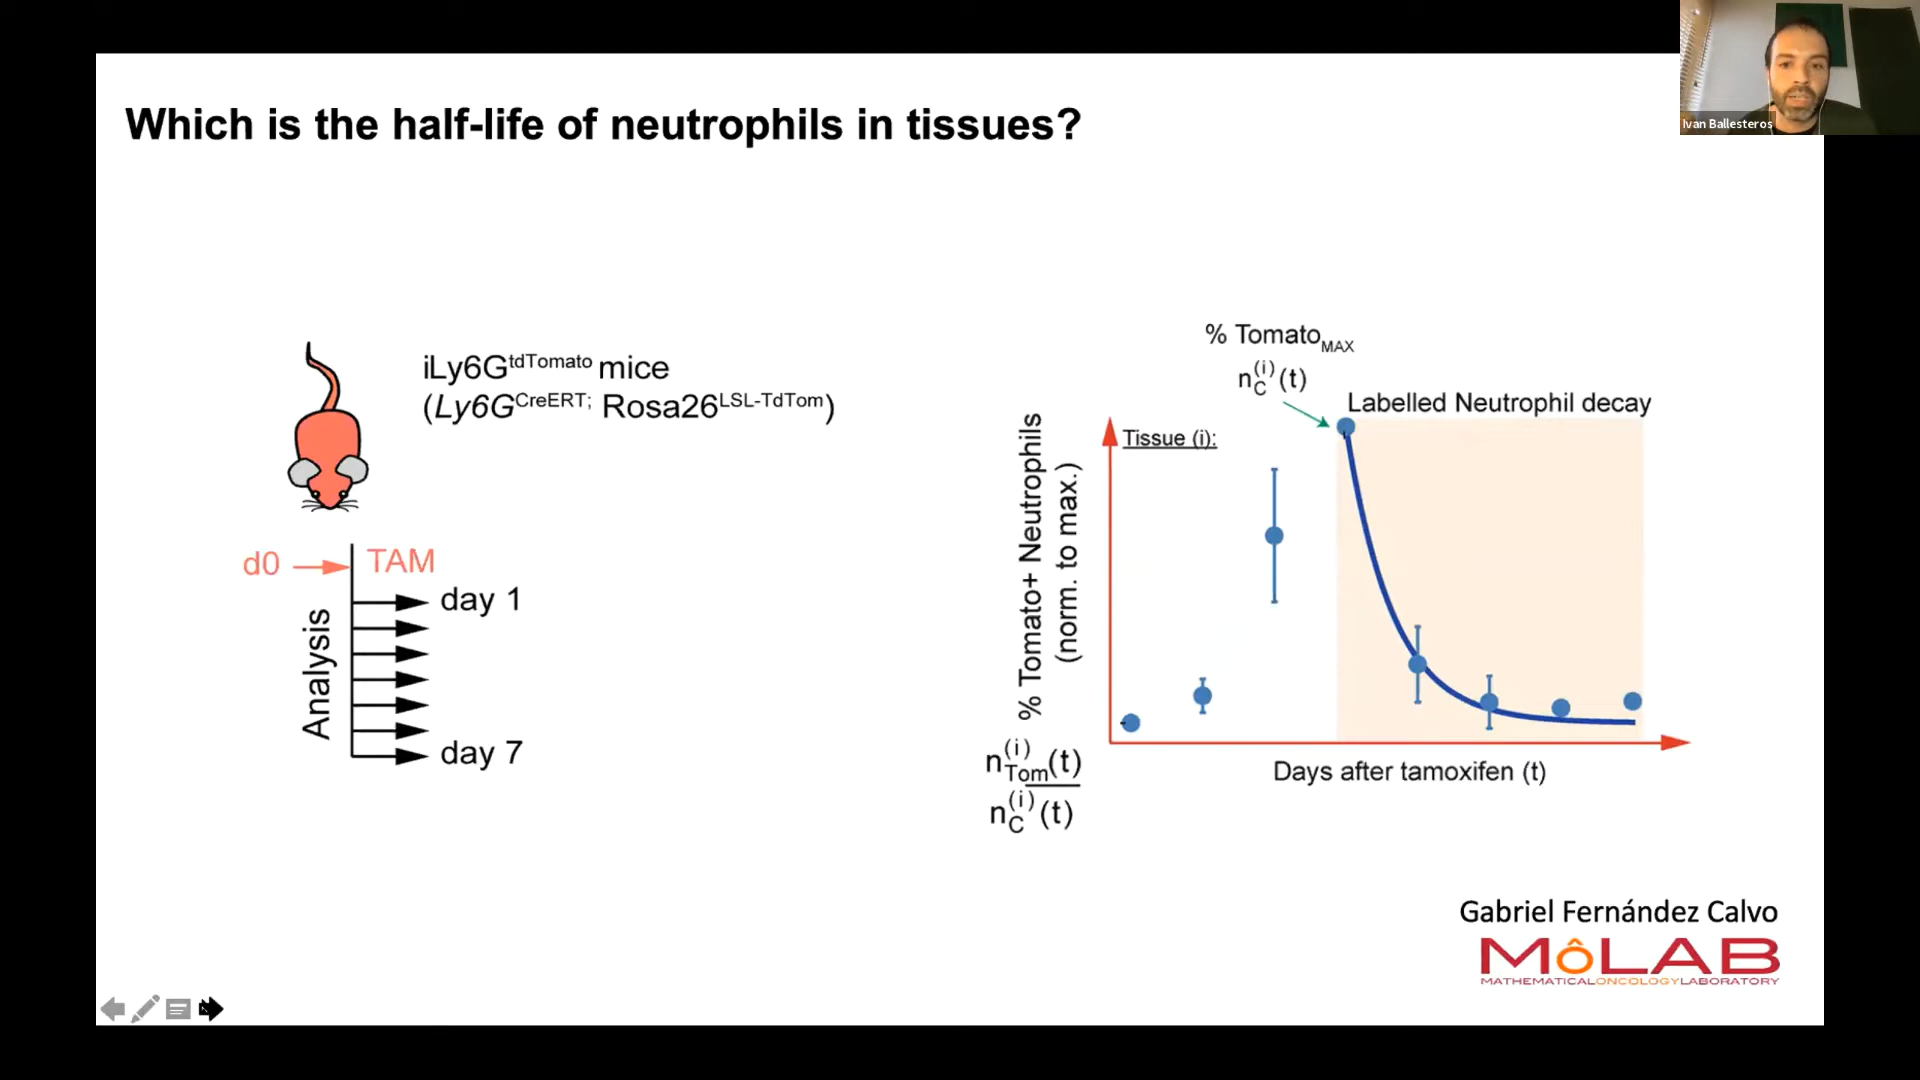 Ivan Ballesteros
Which is the half-life of neutrophils in tissues?
iLy6GtdTomato mice
(Ly6GCreERT; Rosa26LSL-TdTom)
d0
TAM
Analysis
day 1
day 7
% TomatoMAX
nC(i)(t)
Labelled Neutrophil decay
Tissue (i):
% Tomato+ Neutrophils
(norm. to max.)
nTom(i)(t)
nC(i)(t)
Days after tamoxifen (t)
Gabriel Fernández Calvo
MôLAB
MATHEMATICALONCOLOGYLABORATORY